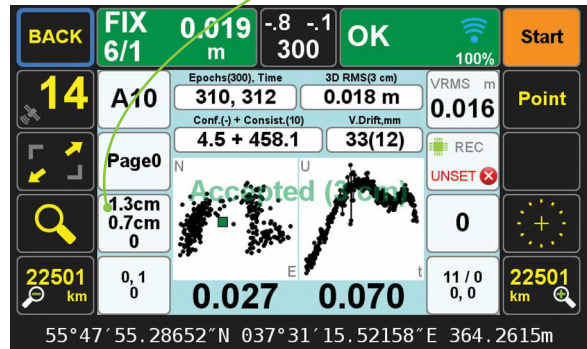 BACK
FIX
6/1
0.019
m
-.8 -.1
300
OK
100%
Start
14
A10
Epochs(300), Time
310, 312
3D RMS(3 cm)
0.018 m
VRMS m
0.016
Point
Conf.(-) + Consist.(10)
4.5 + 458.1
V.Drift,mm
33(12)
Page0
REC
UNSET
N
U
Accepted (3 cm)
1.3cm
0.7cm
0
0
E
t
22501
km
0, 1
0
0.027
0.070
11 / 0
0, 0
22501
km
55°47′55.28652″N 037°31′15.52158″E 364.2615m